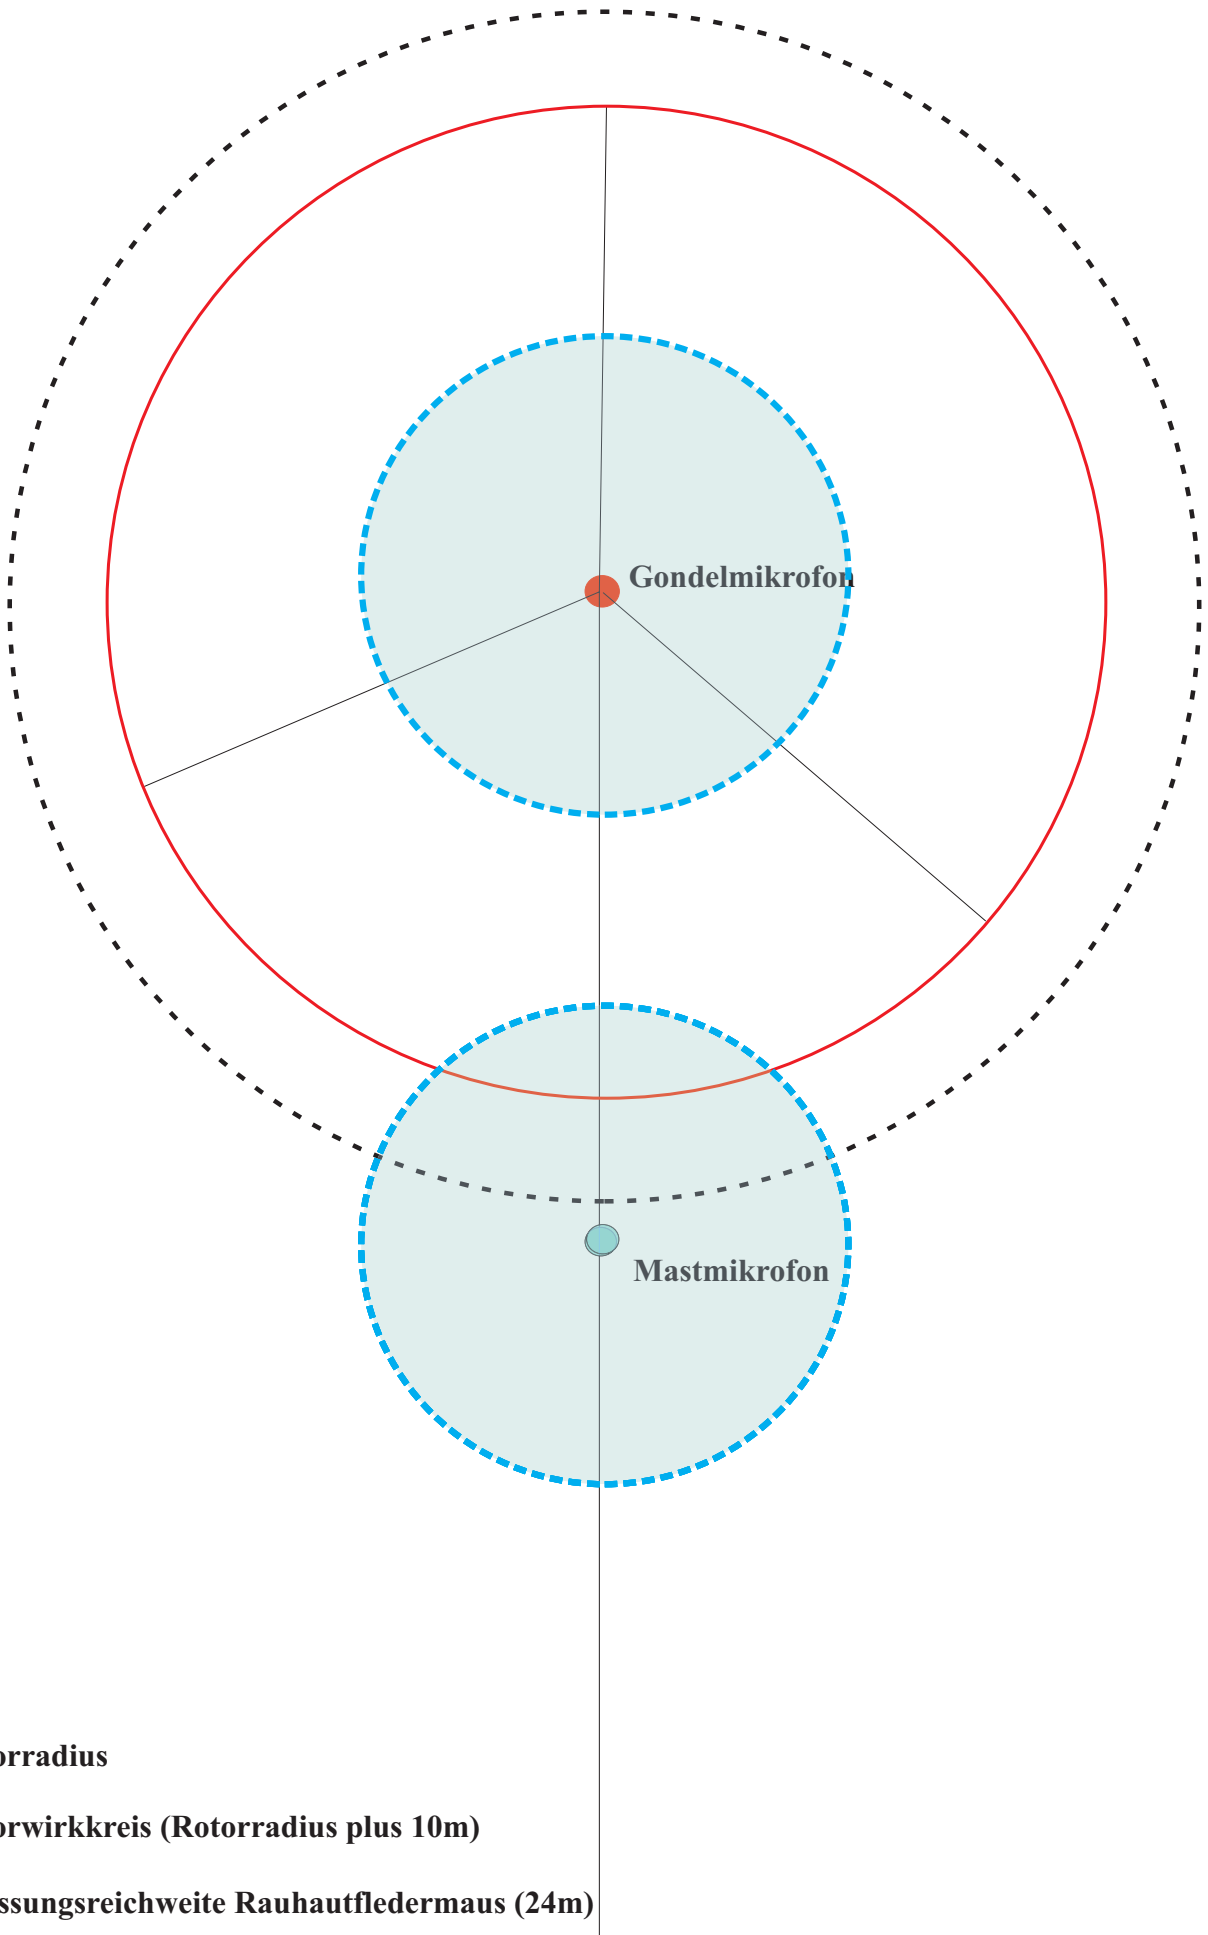 Gondelmikrofon
Mastmikrofon
orradius
orwirkkreis (Rotorradius plus 10m)
ssungsreichweite Rauhautfledermaus (24m)